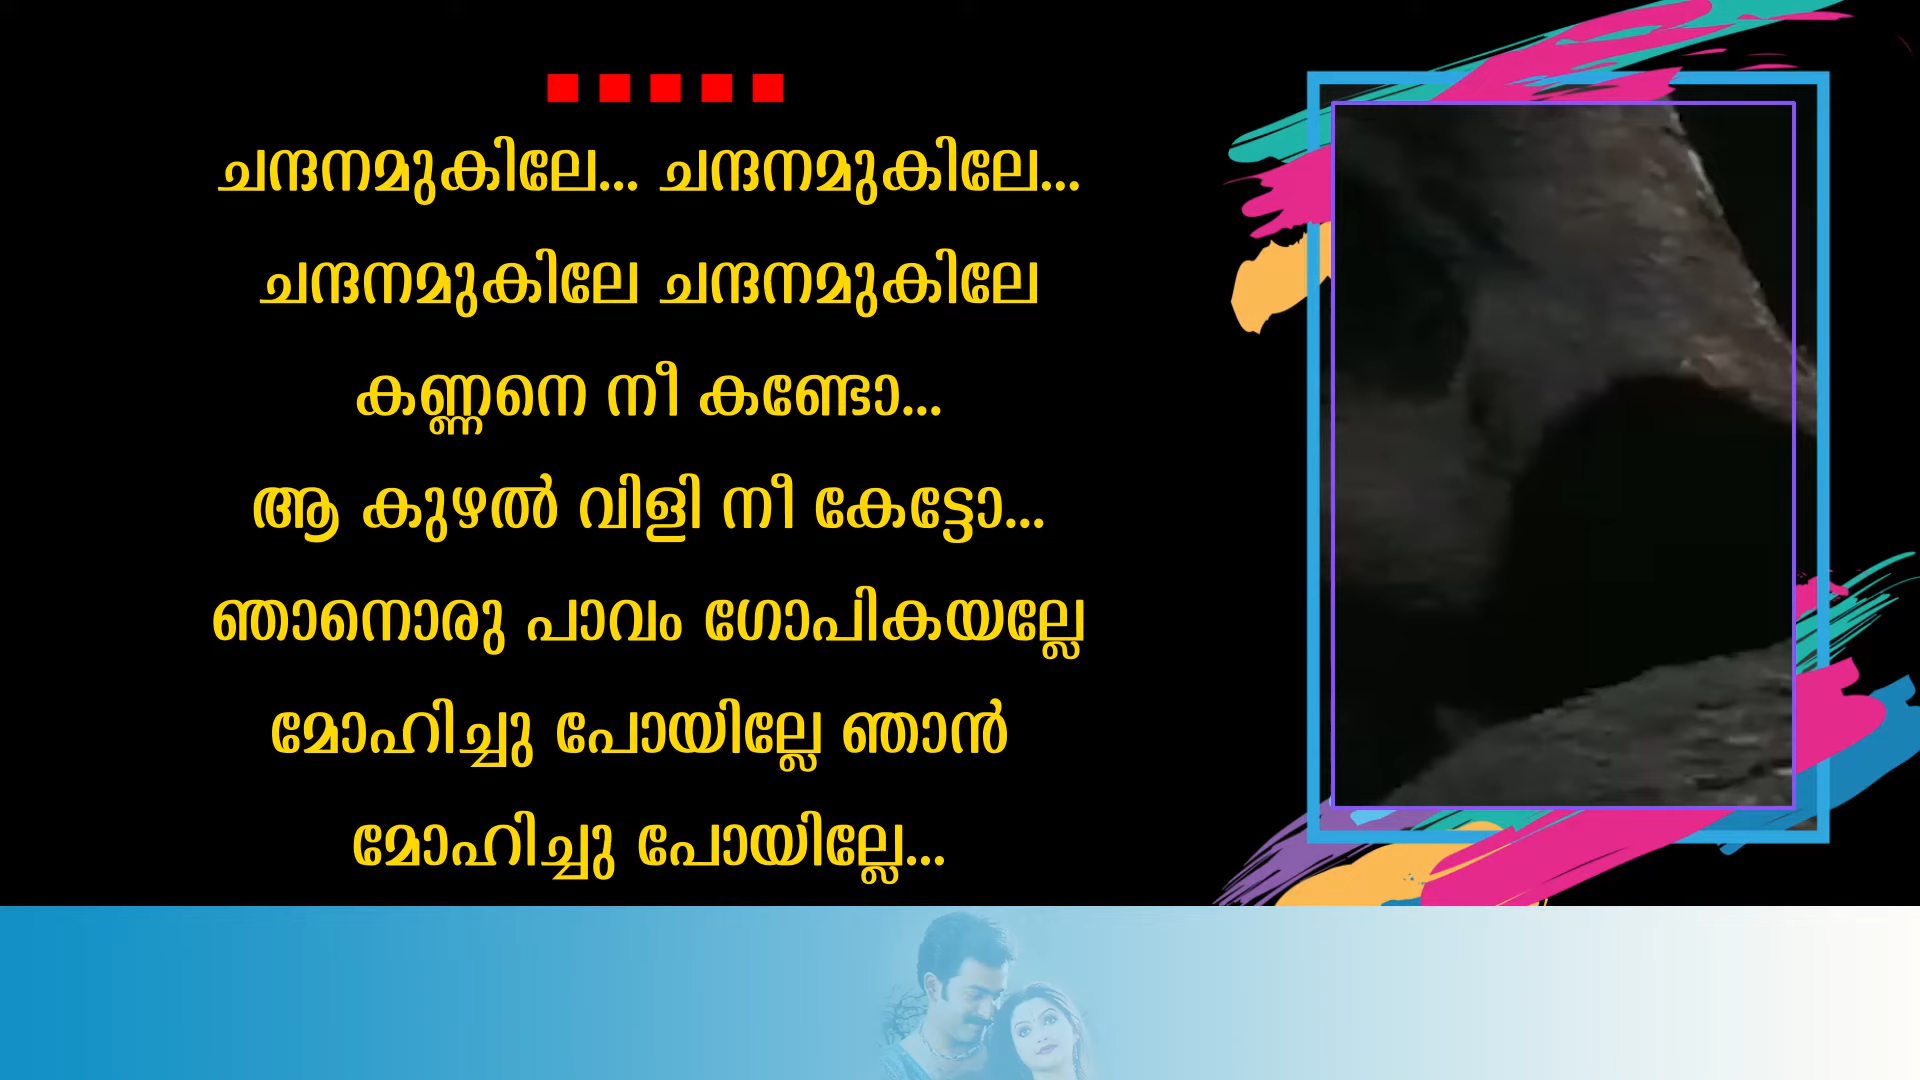 ചന്ദനമുകിലേ... ചന്ദനമുകിലേ...
ചന്ദനമുകിലേ ചന്ദനമുകിലേ
കണ്ണനെ നീ കണ്ടോ...
ആ കുഴൽ വിളി നീ കേട്ടോ...
ഞാനൊരു പാവം ഗോപികയല്ലേ
മോഹിച്ചു പോയില്ലേ ഞാൻ
മോഹിച്ചു പോയില്ലേ...